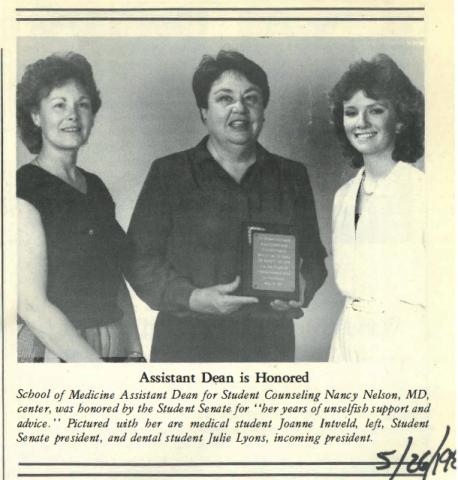 Assistant Dean is Honored
School of Medicine Assistant Dean for Student Counseling Nancy Nelson, MD,
center, was honored by the Student Senate for "her years of unselfish support and
advice." Pictured with her are medical student Joanne Intveld, left, Student
Senate president, and dental student Julie Lyons, incoming president.
5/26/